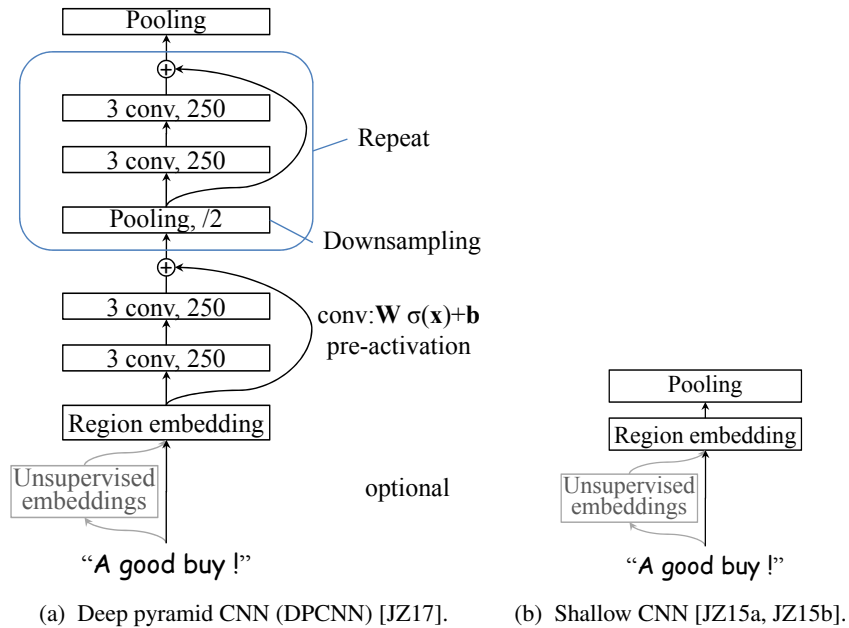 Pooling
3 conv, 250
3 conv, 250
Repeat
Pooling, /2
Downsampling
3 conv, 250
3 conv, 250
conv:W σ(x)+b
pre-activation
Region embedding
Unsupervised
embeddings
optional
“A good buy !”
(a) Deep pyramid CNN (DPCNN) [JZ17].
Pooling
Region embedding
Unsupervised
embeddings
“A good buy !”
(b) Shallow CNN [JZ15a, JZ15b].